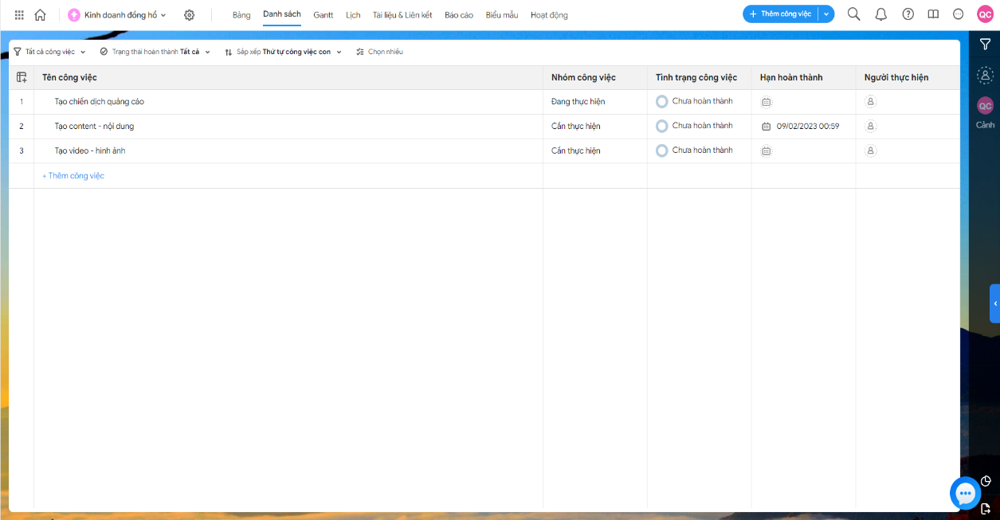 Kinh doanh đồng hồ
Bảng Danh sách Gantt Lịch Tài liệu & Liên kết Báo cáo Biểu mẫu Hoạt động
+ Thêm công việc
QC
Tất cả công việc Trạng thái hoàn thành Tất cả Sắp xếp Thứ tự công việc con Chọn nhiều
Tên công việc Nhóm công việc Tình trạng công việc Hạn hoàn thành Người thực hiện
1 Tạo chiến dịch quảng cáo Đang thực hiện Chưa hoàn thành
QC
2 Tạo content - nội dung Cần thực hiện Chưa hoàn thành 09/02/2023 00:59
Cảnh
3 Tạo video - hình ảnh Cần thực hiện Chưa hoàn thành
+ Thêm công việc